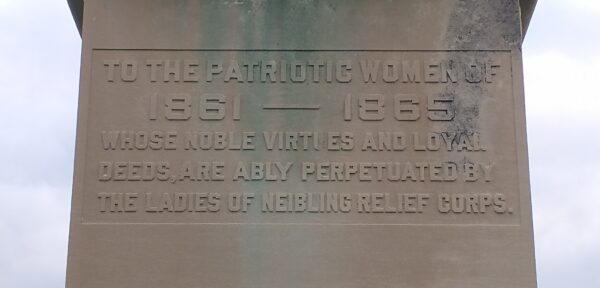 TO THE PATRIOTIC WOMEN OF
1861 — 1865
WHOSE NOBLE VIRTUES AND LOYAL
DEEDS, ARE ABLY PERPETUATED BY
THE LADIES OF NEIBLING RELIEF CORPS.